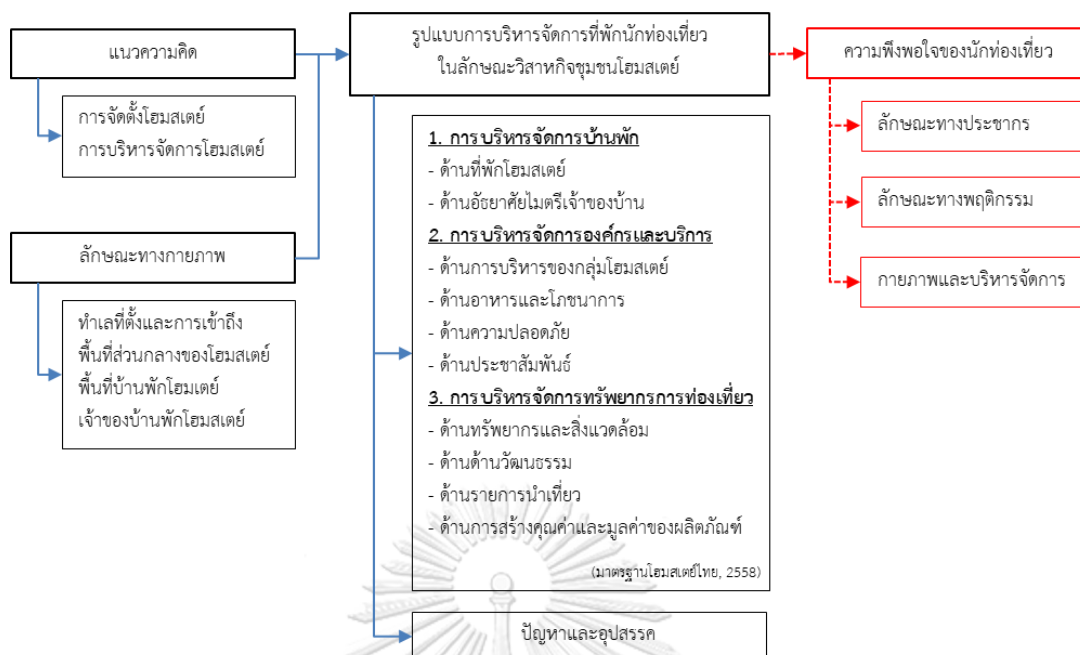 แนวความคิด
การจัดตั้งโฮมสเตย์
การบริหารจัดการโฮมสเตย์
ลักษณะทางกายภาพ
ทำเลที่ตั้งและการเข้าถึง
พื้นที่ส่วนกลางของโฮมสเตย์
พื้นที่บ้านพักโฮมเตย์
เจ้าของบ้านพักโฮมสเตย์
รูปแบบการบริหารจัดการที่พักนักท่องเที่ยว
ในลักษณะวิสาหกิจชุมชนโฮมสเตย์
1. การบริหารจัดการบ้านพัก
- ด้านที่พักโฮมสเตย์
- ด้านอัธยาศัยไมตรีเจ้าของบ้าน
2. การบริหารจัดการองค์กรและบริการ
- ด้านการบริหารของกลุ่มโฮมสเตย์
- ด้านอาหารและโภชนาการ
- ด้านความปลอดภัย
- ด้านประชาสัมพันธ์
3. การบริหารจัดการทรัพยากรการท่องเที่ยว
- ด้านทรัพยากรและสิ่งแวดล้อม
- ด้านด้านวัฒนธรรม
- ด้านรายการนำเที่ยว
- ด้านการสร้างคุณค่าและมูลค่าของผลิตภัณฑ์
(มาตรฐานโฮมสเตย์ไทย, 2558)
ปัญหาและอุปสรรค
ความพึงพอใจของนักท่องเที่ยว
ลักษณะทางประชากร
ลักษณะทางพฤติกรรม
กายภาพและบริหารจัดการ